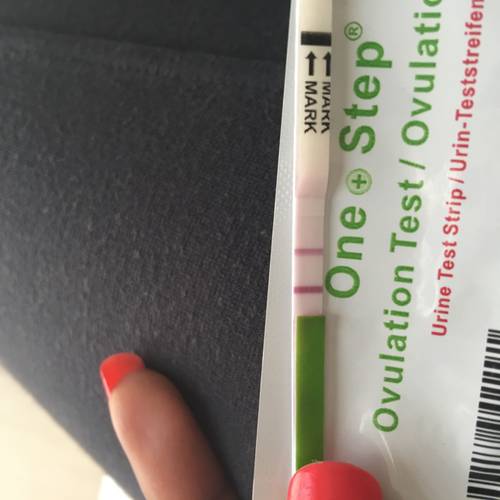 MARK
MARK
One + Step®
Ovulation Test / Ovulatio
Urine Test Strip / Urin-Teststreifen